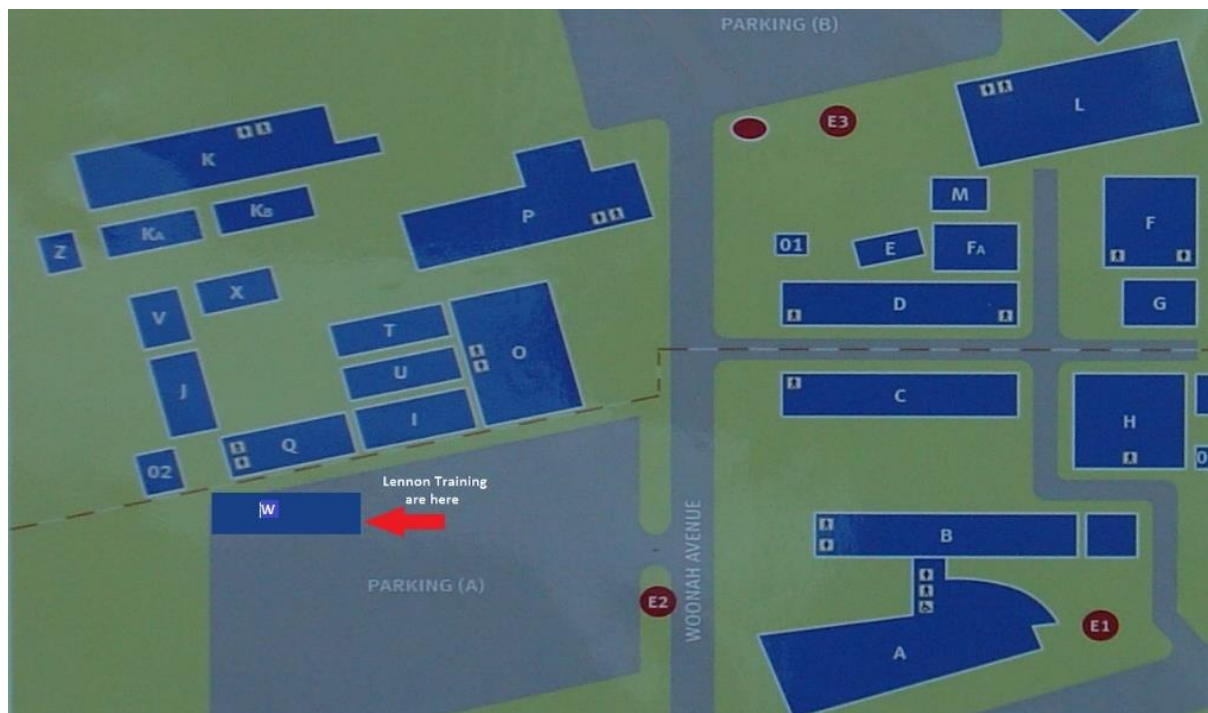 PARKING (B)
E3
L
K
M
P
F
KB
KA
01
E
FA
Z
X
D
G
V
T
O
U
C
J
I
H
Q
02
Lennon Training
are here
W
B
WOONAH AVENUE
PARKING (A)
E2
E1
A